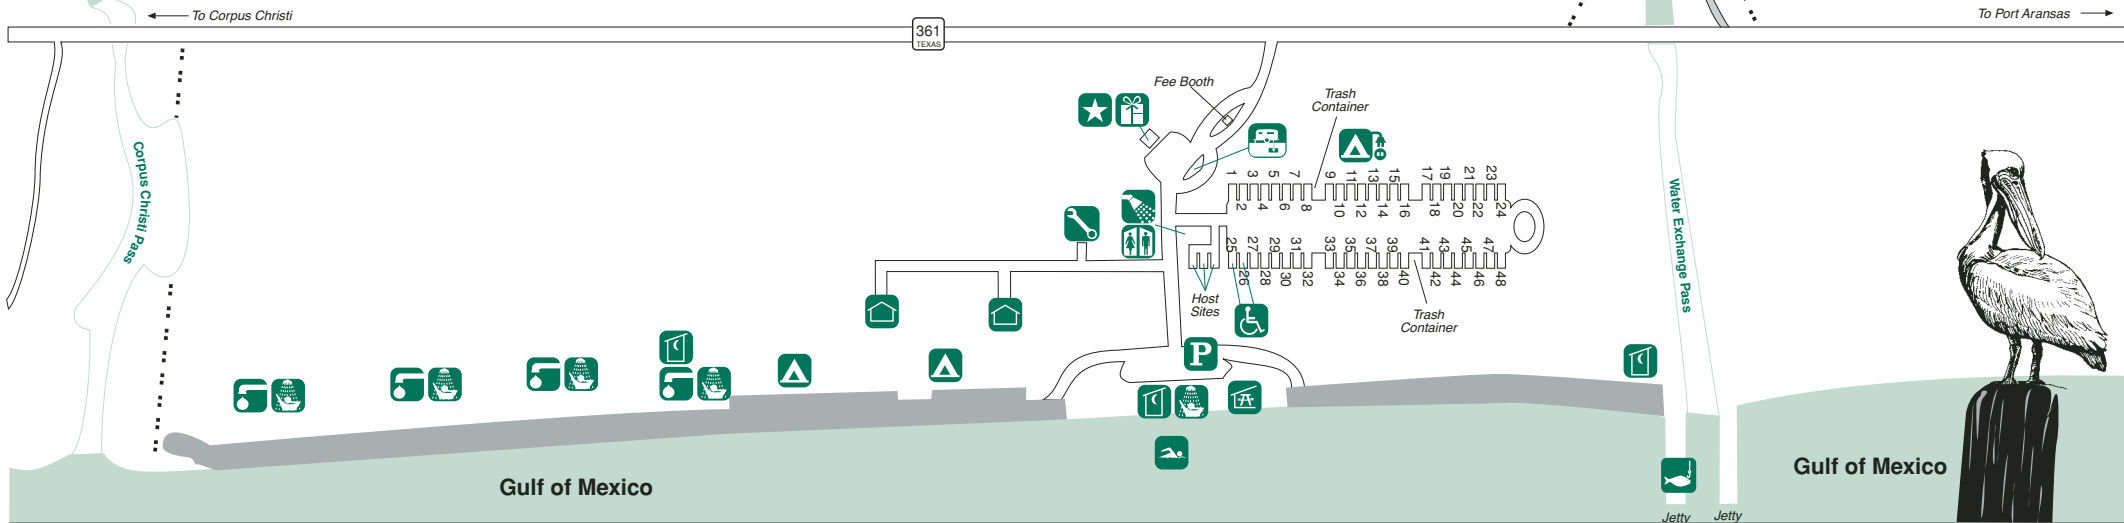 To Corpus Christi
To Port Aransas
361
TEXAS
Fee Booth
Trash
Container
1 3 5 7 9 11 13 15 17 19 21 23
2 4 6 8 10 12 14 16 18 20 22 24
Corpus Christi Pass
Water Exchange Pass
25 27 29 31 33 35 37 39 41 43 45 47
26 28 30 32 34 36 38 40 42 44 46 48
Host
Sites
Trash
Container
P
Gulf of Mexico
Gulf of Mexico
Jetty
Jetty